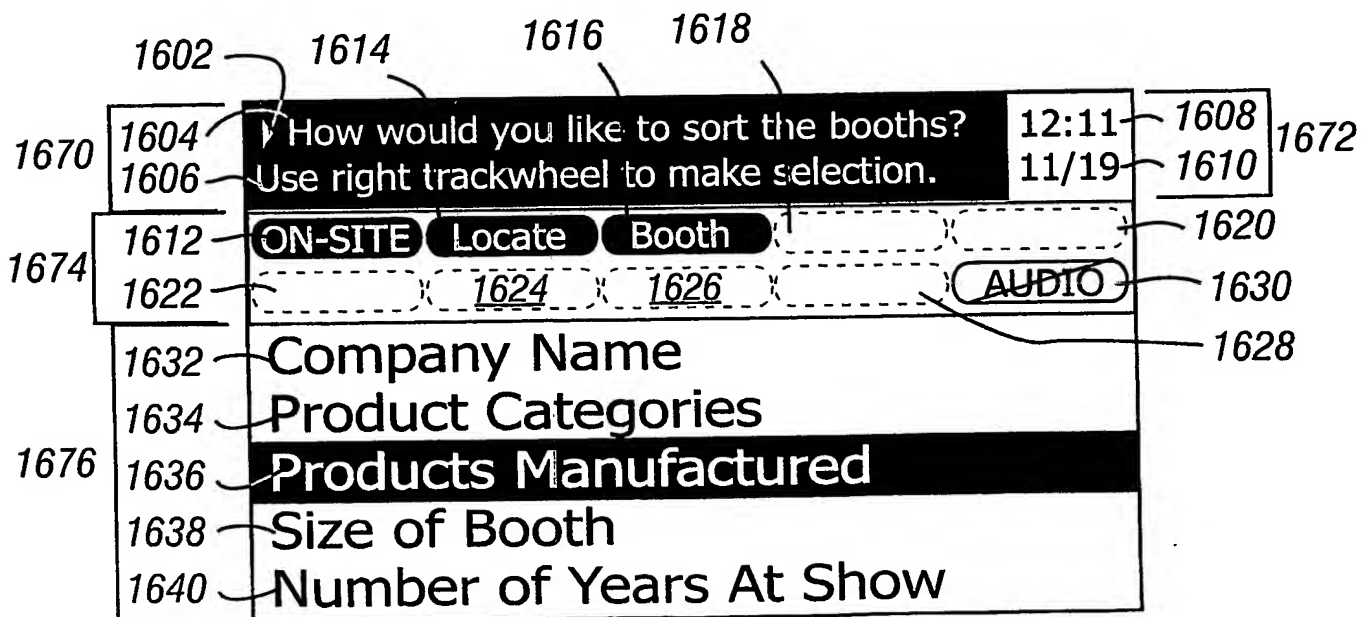 1614 1616 1618
1602
1670 1604 How would you like to sort the booths? 12:11 1608 1672
1606 Use right trackwheel to make selection. 11/19 1610
1674 1612 ON-SITE Locate Booth 1620
1622 1624 1626 AUDIO 1630
1632 Company Name 1628
1634 Product Categories
1676 1636 Products Manufactured
1638 Size of Booth
1640 Number of Years At Show